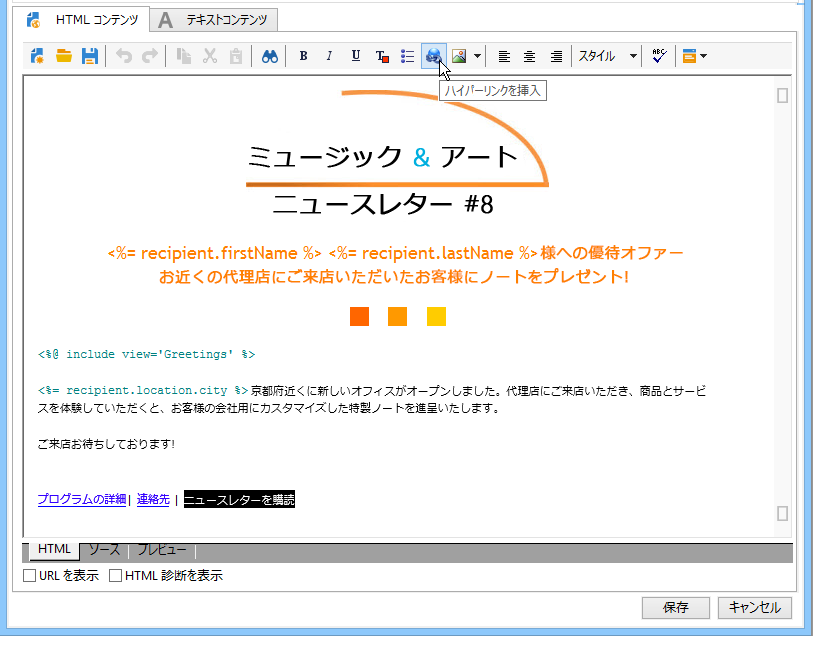 HTML コンテンツ
A テキストコンテンツ
B I U T スタイル ABC
ハイパーリンクを挿入
ミュージック & アート
ニュースレター #8
<%= recipient.firstName %> <%= recipient.lastName %>様への優待オファー
お近くの代理店にご来店いただいたお客様にノートをプレゼント!
<%@ include view='Greetings' %>
<%= recipient.location.city %>京都府近くに新しいオフィスがオープンしました。代理店にご来店いただき、商品とサービ
スを体験していただくと、お客様の会社用にカスタマイズした特製ノートを進呈いたします。
ご来店お待ちしております!
プログラムの詳細| 連絡先 | ニュースレターを購読
HTML ソース プレビュー
URL を表示 HTML 診断を表示
保存 キャンセル